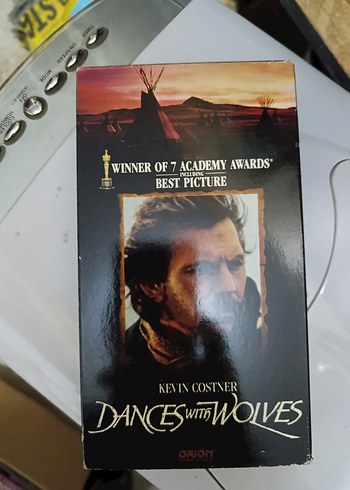 WINNER OF 7 ACADEMY AWARDS®
INCLUDING
BEST PICTURE
KEVIN COSTNER
DANCES WITH WOLVES
ORION